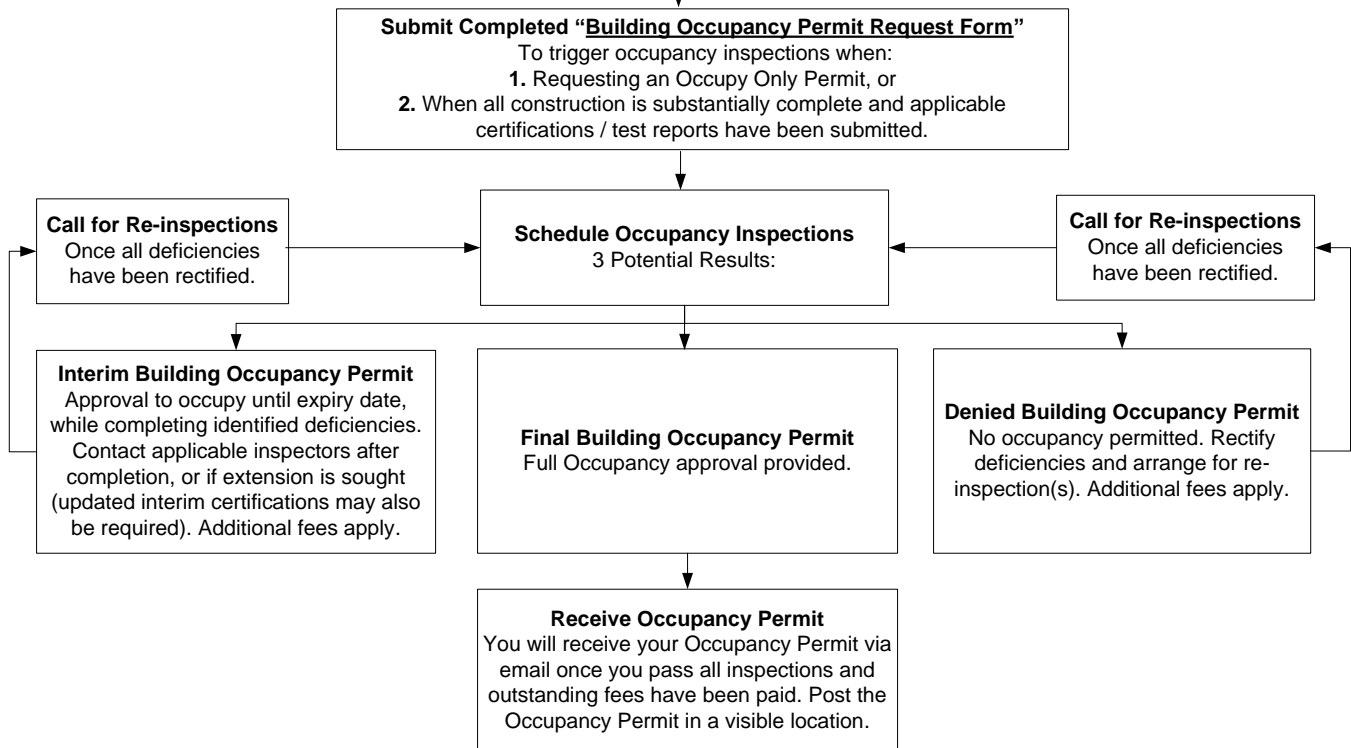 Submit Completed “Building Occupancy Permit Request Form”
To trigger occupancy inspections when:
1. Requesting an Occupy Only Permit, or
2. When all construction is substantially complete and applicable
certifications / test reports have been submitted.
Call for Re-inspections
Once all deficiencies
have been rectified.
Schedule Occupancy Inspections
3 Potential Results:
Call for Re-inspections
Once all deficiencies
have been rectified.
Interim Building Occupancy Permit
Approval to occupy until expiry date,
while completing identified deficiencies.
Contact applicable inspectors after
completion, or if extension is sought
(updated interim certifications may also
be required). Additional fees apply.
Final Building Occupancy Permit
Full Occupancy approval provided.
Denied Building Occupancy Permit
No occupancy permitted. Rectify
deficiencies and arrange for re-
inspection(s). Additional fees apply.
Receive Occupancy Permit
You will receive your Occupancy Permit via
email once you pass all inspections and
outstanding fees have been paid. Post the
Occupancy Permit in a visible location.